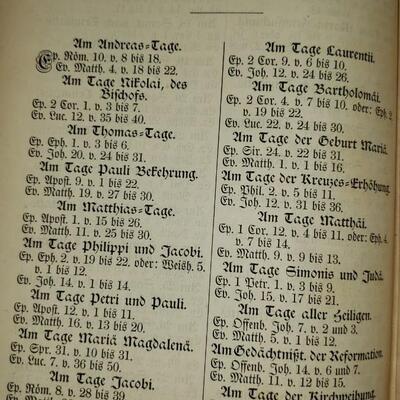 Am Andreas-Tage.
Ep. Röm. 10. v. 8 bis 18.
Ev. Matth. 4. v. 18 bis 22.
Am Tage Nikolai, des
Bischofs.
Ep. 2 Cor. 1. v. 3 bis 7.
Ev. Luc. 12. v. 35 bis 40.
Am Thomas-Tage.
Ep. Eph. 1. v. 3 bis 6.
Ev. Joh. 20. v. 24 bis 31.
Am Tage Pauli Bekehrung.
Ep. Apost. 9. v. 1 bis 22.
Ev. Matth. 19. v. 27 bis 30.
Am Matthias-Tage.
Ep. Apost. 1. v. 15 bis 26.
Ev. Matth. 11. v. 25 bis 30.
Am Tage Philippi und Jacobi.
Ep. Eph. 2. v. 19 bis 22. oder: Weish. 5.
v. 1 bis 12.
Ev. Joh. 14. v. 1 bis 14.
Am Tage Petri und Pauli.
Ep. Apost. 12. v. 1 bis 11.
Ev. Matth. 16. v. 13 bis 20.
Am Tage Mariä Magdalenä.
Ep. Spr. 31. v. 10 bis 31.
Ev. Luc. 7. v. 36 bis 50.
Am Tage Jacobi.
Ep. Röm. 8. v. 28 bis 39
Am Tage Laurentii.
Ep. 2 Cor. 9. v. 6 bis 10.
Ev. Joh. 12. v. 24 bis 26.
Am Tage Bartholomäi.
Ep. 2 Cor. 4. v. 7 bis 10. oder: Eph. 2.
v. 19 bis 22.
Ev. Luc. 22. v. 24 bis 30.
Am Tage der Geburt Mariä.
Ep. Sir. 24. v. 22 bis 31.
Ev. Matth. 1. v. 1 bis 16.
Am Tage der Kreuzes-Erhöhung.
Ep. Phil. 2. v. 5 bis 11.
Ev. Joh. 12. v. 31 bis 36.
Am Tage Matthäi.
Ep. 1 Cor. 12. v. 4 bis 11. oder: Eph. 4.
v. 7 bis 14.
Ev. Matth. 9. v. 9 bis 13.
Am Tage Simonis und Judä.
Ep. 1 Petr. 1. v. 3 bis 9.
Ev. Joh. 15. v. 17 bis 21.
Am Tage aller Heiligen.
Ep. Offenb. Joh. 7. v. 2 und 3.
Ev. Matth. 5. v. 1 bis 12.
Am Gedächtnißt. der Reformation.
Ep. Offenb. Joh. 14. v. 6 und 7.
Ev. Matth. 11. v. 12 bis 15.
Am Tage der Kirchweihung.